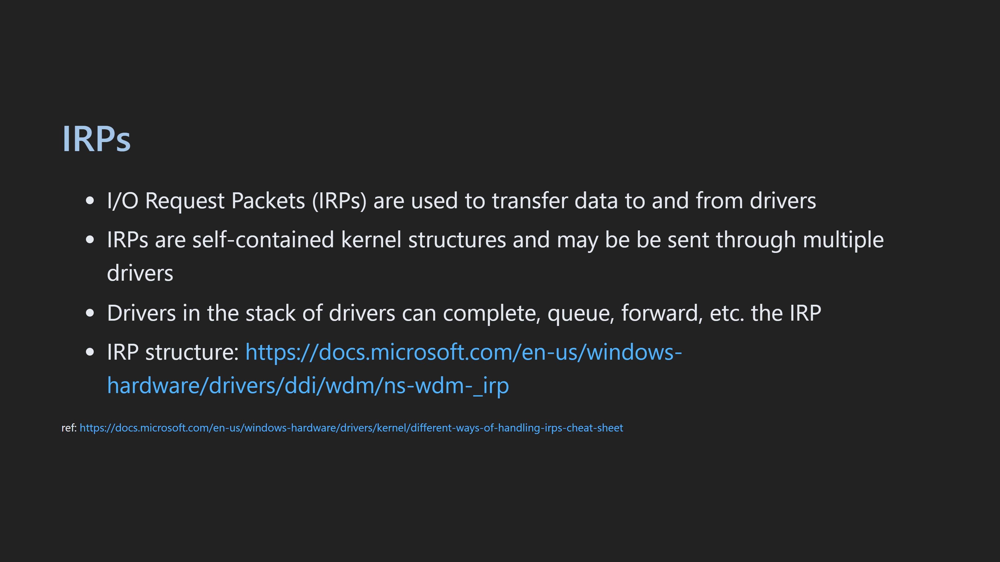 IRPs
• I/O Request Packets (IRPs) are used to transfer data to and from drivers
• IRPs are self-contained kernel structures and may be be sent through multiple
drivers
• Drivers in the stack of drivers can complete, queue, forward, etc. the IRP
• IRP structure: https://docs.microsoft.com/en-us/windows-
hardware/drivers/ddi/wdm/ns-wdm-_irp
ref: https://docs.microsoft.com/en-us/windows-hardware/drivers/kernel/different-ways-of-handling-irps-cheat-sheet